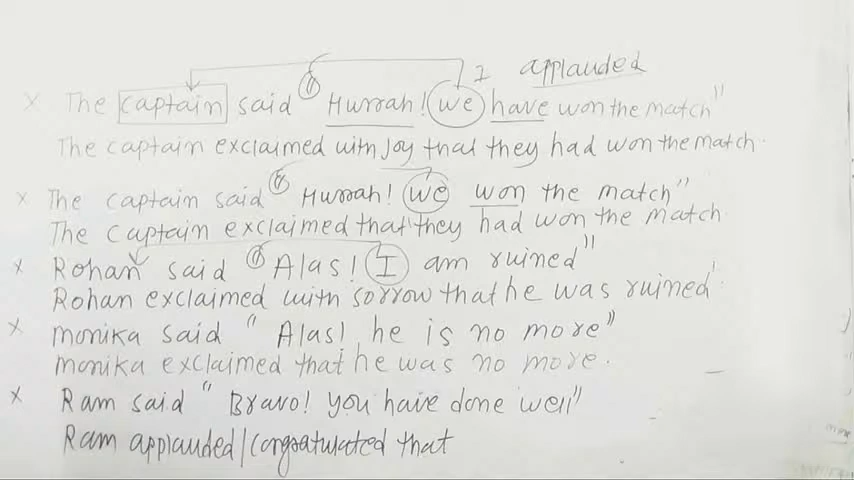 I applauded
x The captain said " Hurrah! we have won the match"
The captain exclaimed with joy that they had won the match.
x The captain said " Hurrah! we won the match"
The captain exclaimed that they had won the match.
x Rohan said " Alas! I am ruined"
Rohan exclaimed with sorrow that he was ruined.
x monika said " Alas! he is no more"
monika exclaimed that he was no more.
x Ram said " Bravo! you have done well"
Ram applauded/congratulated that